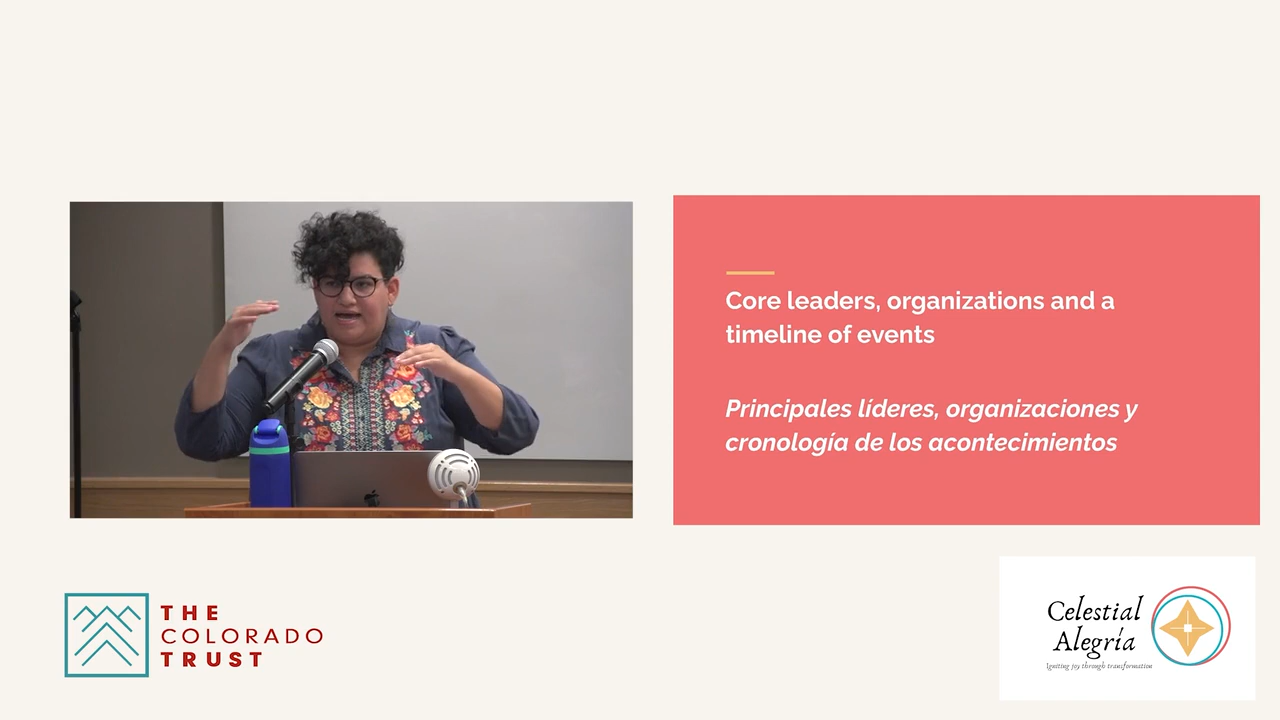 Core leaders, organizations and a
timeline of events
Principales líderes, organizaciones y
cronología de los acontecimientos
THE
COLORADO
TRUST
Celestial
Alegría
Igniting joy through transformation